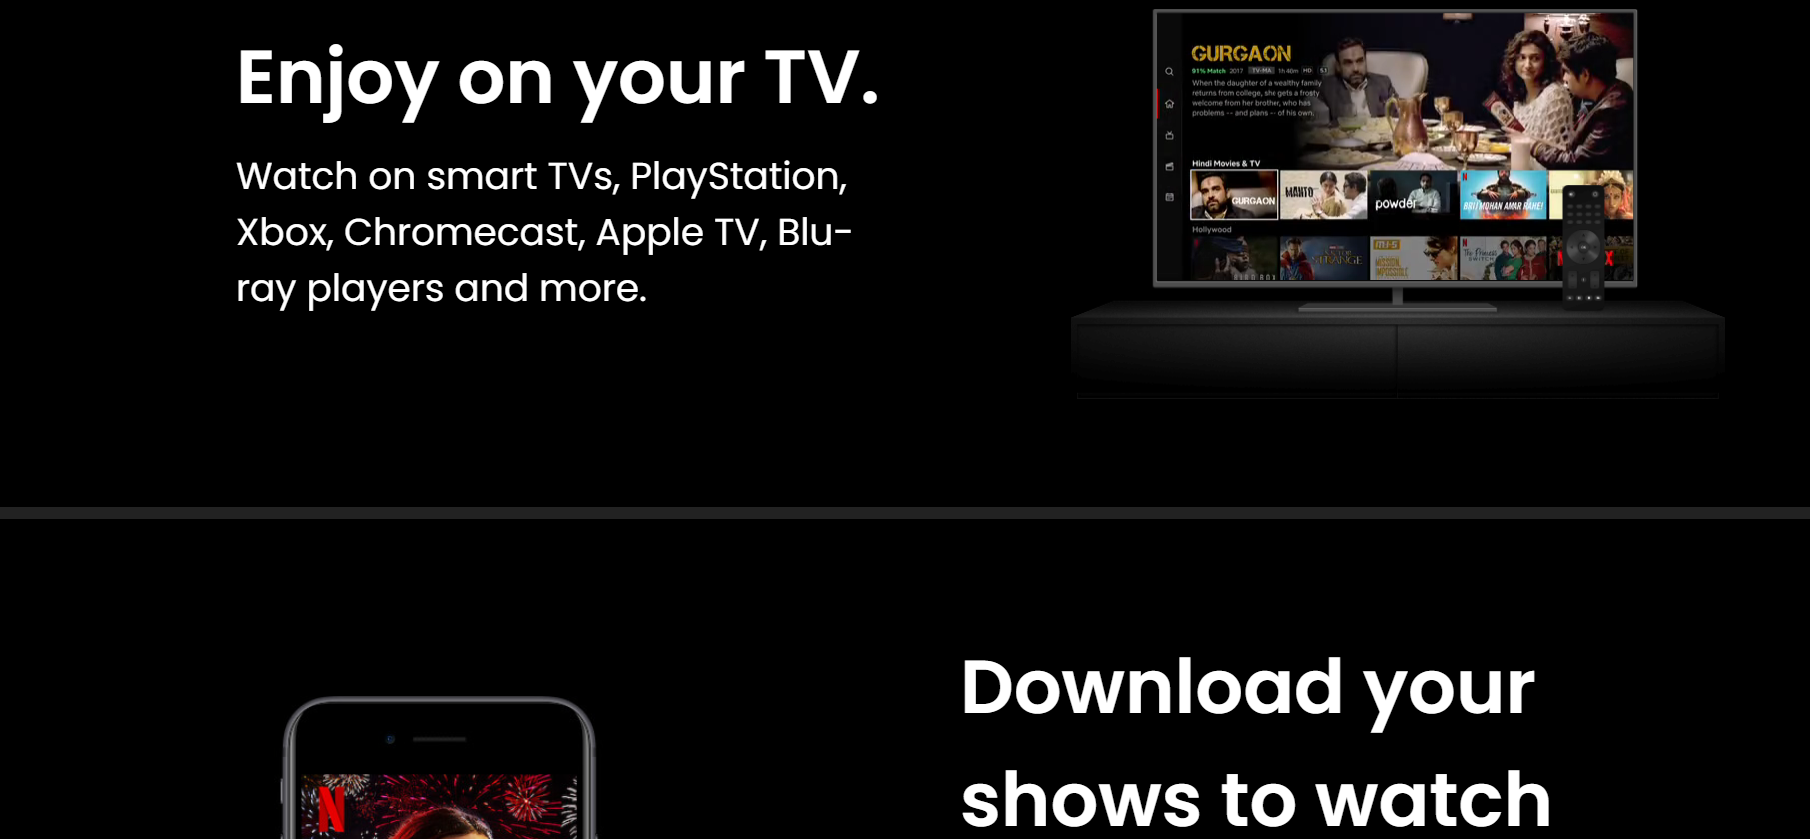 Enjoy on your TV.
Watch on smart TVs, PlayStation,
Xbox, Chromecast, Apple TV, Blu-
ray players and more.
GURGAON
91% Match 2017 TV-MA 1h 40m HD 5.1
When the daughter of a wealthy family
returns from college, she gets a frosty
welcome from her brother, who has
problems -- and plans -- of his own.
Hindi Movies & TV
GURGAON
MANTO
powder
BRIJ MOHAN AMAR RAHE!
Hollywood
BIRD BOX
DOCTOR STRANGE
M:I-5
MISSION: IMPOSSIBLE
The Princess
SWITCH
N
Download your
shows to watch